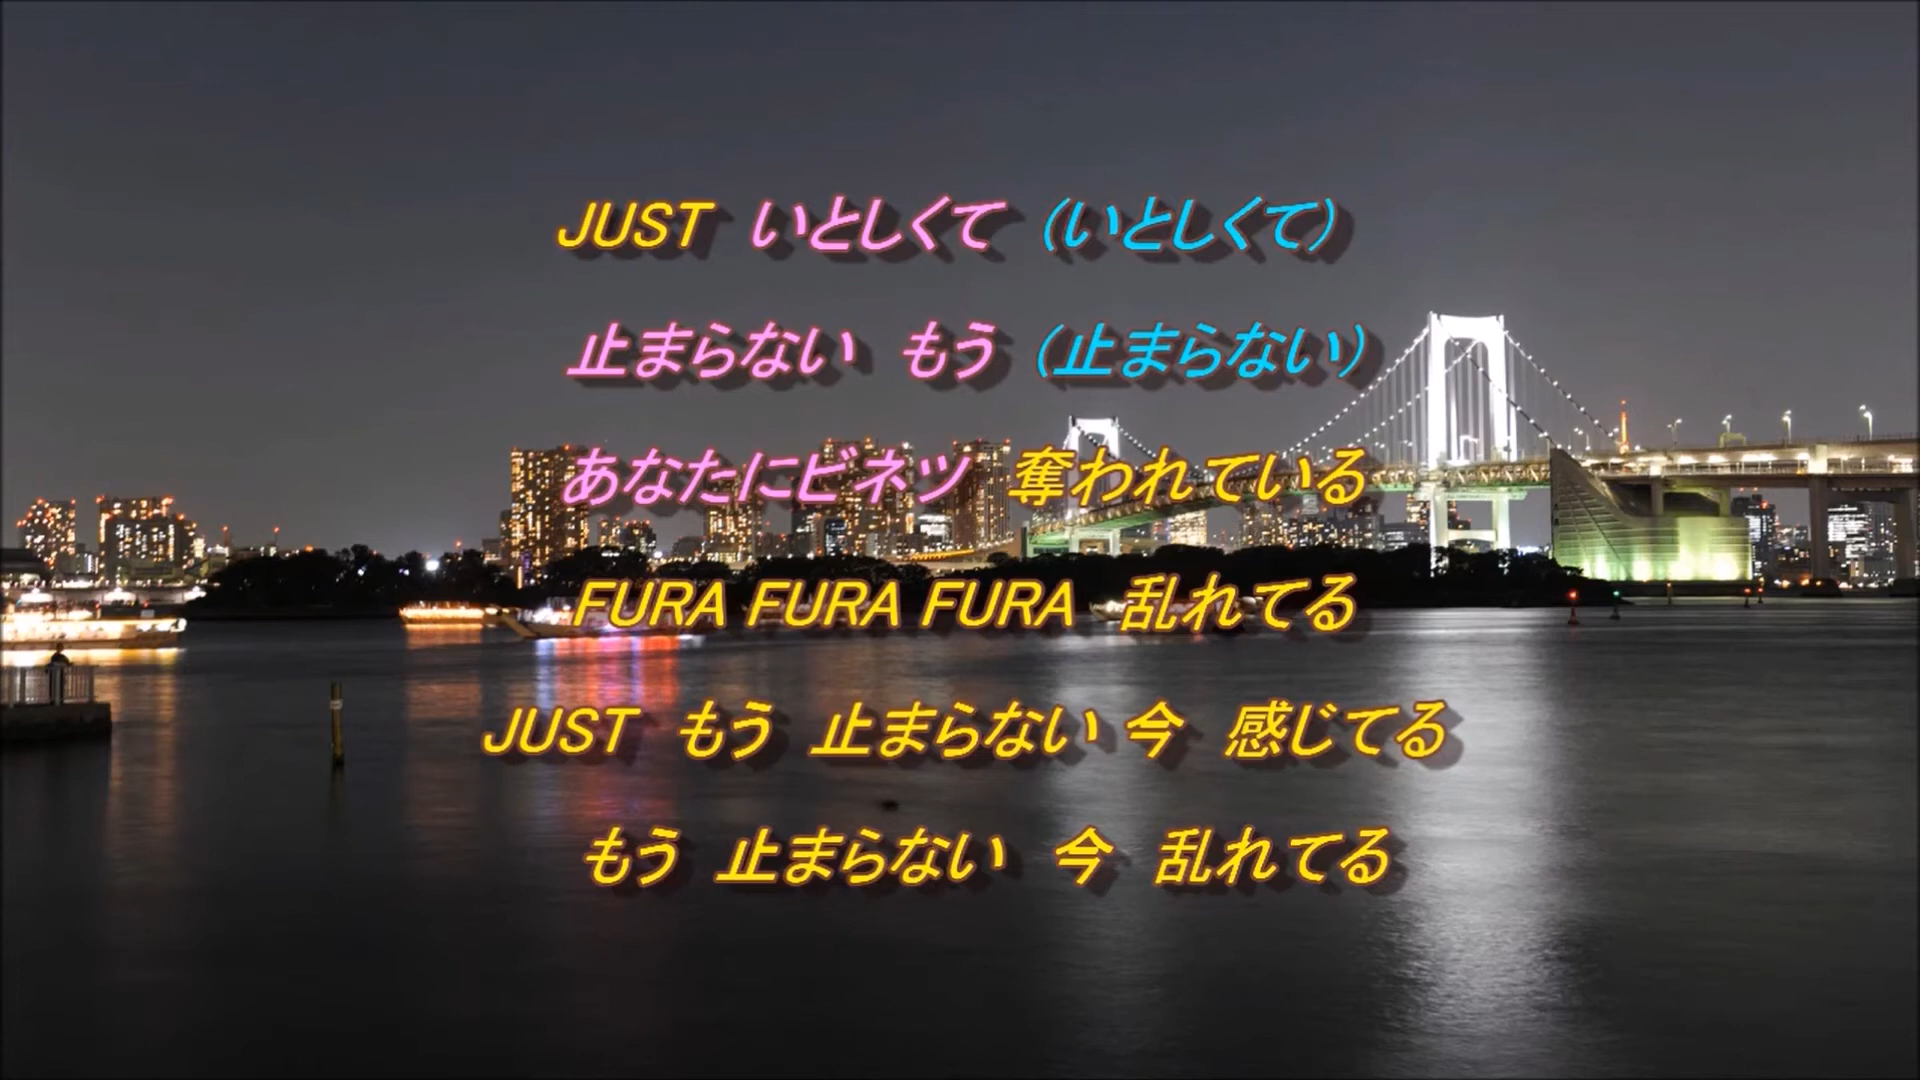 JUST いとしくて (いとしくて)
止まらない もう (止まらない)
あなたにビネツ 奪われている
FURA FURA FURA 乱れてる
JUST もう 止まらない 今 感じてる
もう 止まらない 今 乱れてる